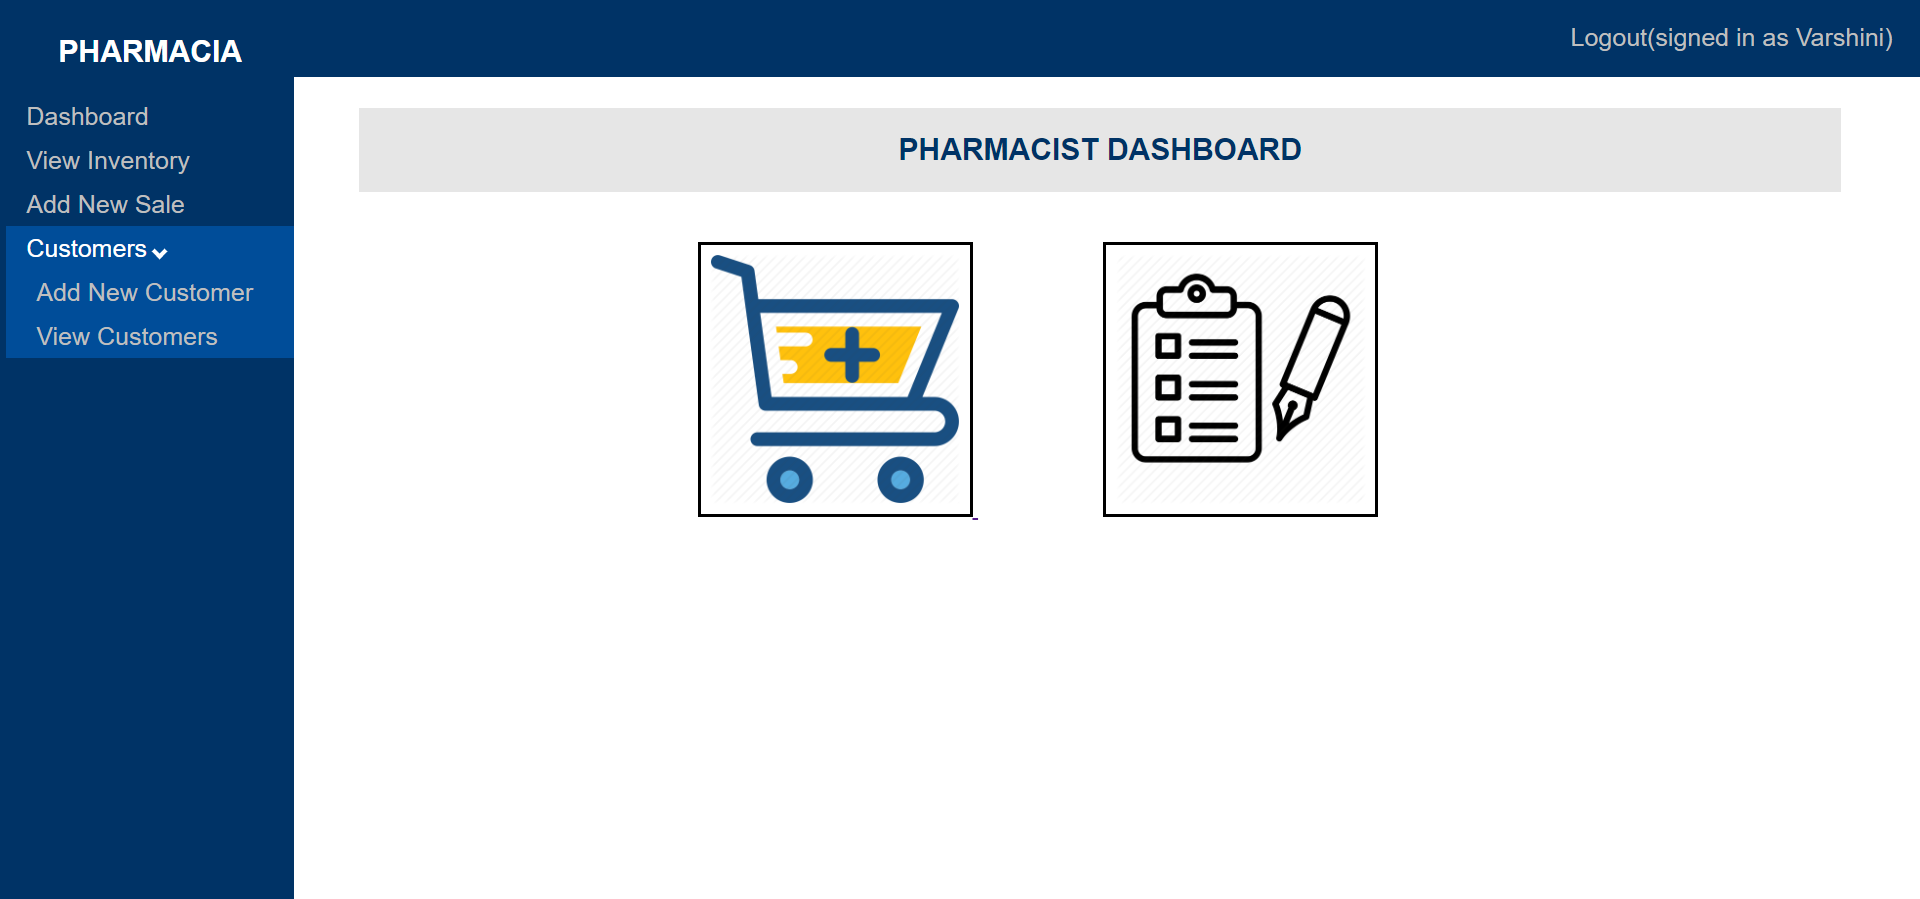 PHARMACIA
Logout(signed in as Varshini)
Dashboard
View Inventory
Add New Sale
Customers
Add New Customer
View Customers
PHARMACIST DASHBOARD